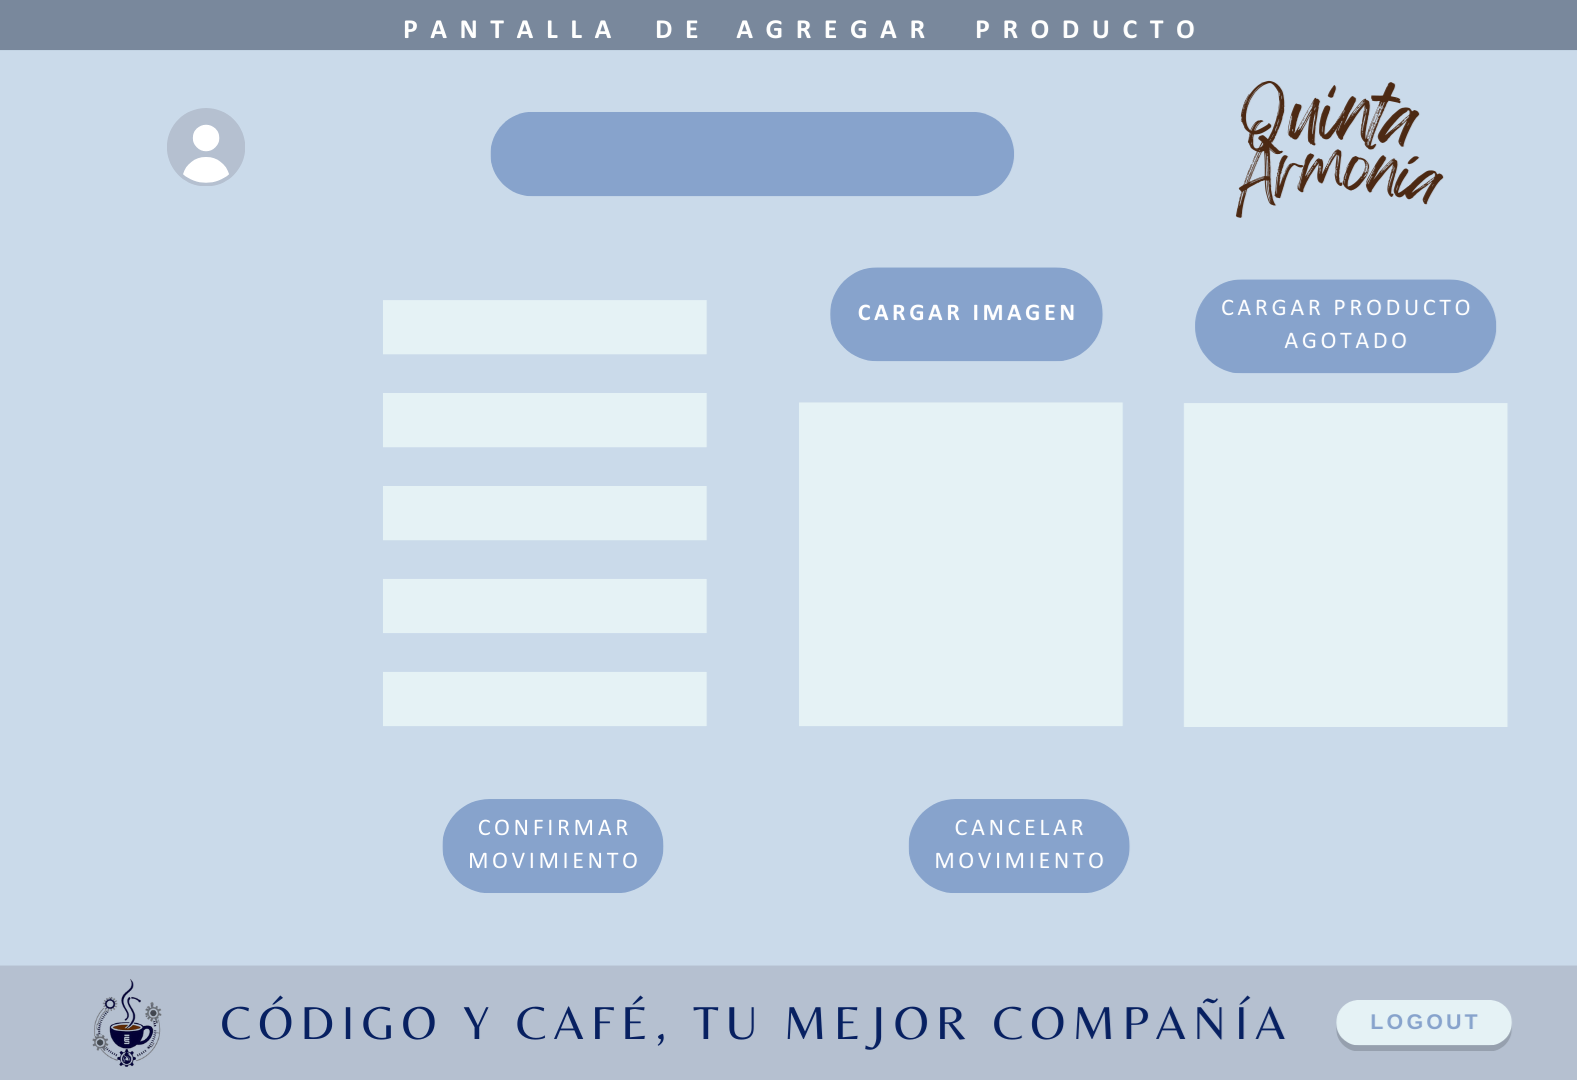 PANTALLA DE AGREGAR PRODUCTO
Quinta
Armonía
CARGAR IMAGEN
CARGAR PRODUCTO
AGOTADO
CONFIRMAR
MOVIMIENTO
CANCELAR
MOVIMIENTO
CÓDIGO Y CAFÉ, TU MEJOR COMPAÑÍA
LOGOUT